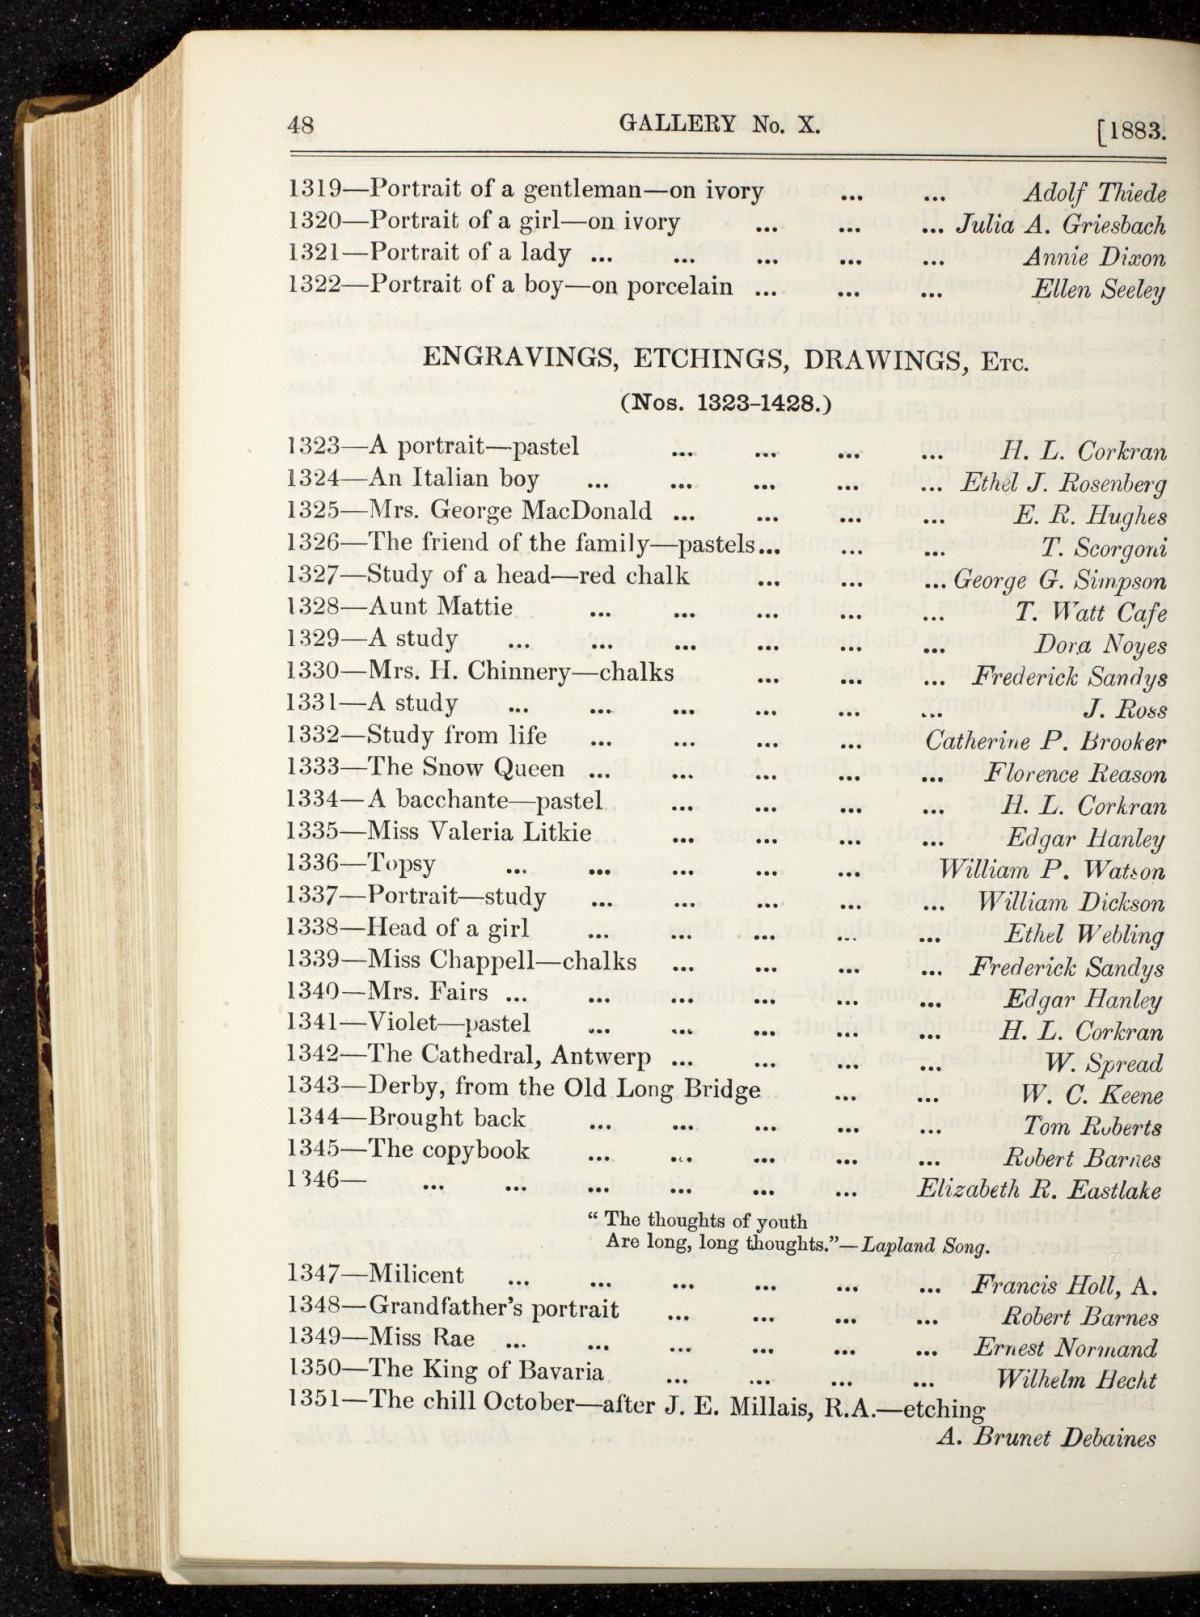 48 GALLERY No. X. [1883.
1319—Portrait of a gentleman—on ivory ... ... Adolf Thiede
1320—Portrait of a girl—on ivory ... ... ... Julia A. Griesbach
1321—Portrait of a lady ... ... ... ... ... Annie Dixon
1322—Portrait of a boy—on porcelain ... ... ... Ellen Seeley
ENGRAVINGS, ETCHINGS, DRAWINGS, Etc.
(Nos. 1323-1428.)
1323—A portrait—pastel ... ... ... ... H. L. Corkran
1324—An Italian boy ... ... ... ... ... Ethel J. Rosenberg
1325—Mrs. George MacDonald ... ... ... ... E. R. Hughes
1326—The friend of the family—pastels... ... ... T. Scorgoni
1327—Study of a head—red chalk ... ... ... George G. Simpson
1328—Aunt Mattie ... ... ... ... ... T. Watt Cafe
1329—A study ... ... ... ... ... ... Dora Noyes
1330—Mrs. H. Chinnery—chalks ... ... ... Frederick Sandys
1331—A study ... ... ... ... ... ... J. Ross
1332—Study from life ... ... ... ... Catherine P. Brooker
1333—The Snow Queen ... ... ... ... ... Florence Reason
1334—A bacchante—pastel ... ... ... ... H. L. Corkran
1335—Miss Valeria Litkie ... ... ... ... Edgar Hanley
1336—Topsy ... ... ... ... ... William P. Watson
1337—Portrait—study ... ... ... ... ... William Dickson
1338—Head of a girl ... ... ... ... ... Ethel Webling
1339—Miss Chappell—chalks ... ... ... ... Frederick Sandys
1340—Mrs. Fairs ... ... ... ... ... ... Edgar Hanley
1341—Violet—pastel ... ... ... ... ... H. L. Corkran
1342—The Cathedral, Antwerp ... ... ... ... W. Spread
1343—Derby, from the Old Long Bridge ... ... W. C. Keene
1344—Brought back ... ... ... ... ... Tom Roberts
1345—The copybook ... ... ... ... ... Robert Barnes
1346— ... ... ... ... ... ... Elizabeth R. Eastlake
“The thoughts of youth
Are long, long thoughts.”—Lapland Song.
1347—Milicent ... ... ... ... ... ... Francis Holl, A.
1348—Grandfather’s portrait ... ... ... ... Robert Barnes
1349—Miss Rae ... ... ... ... ... ... Ernest Normand
1350—The King of Bavaria ... ... ... ... Wilhelm Hecht
1351—The chill October—after J. E. Millais, R.A.—etching
A. Brunet Debaines